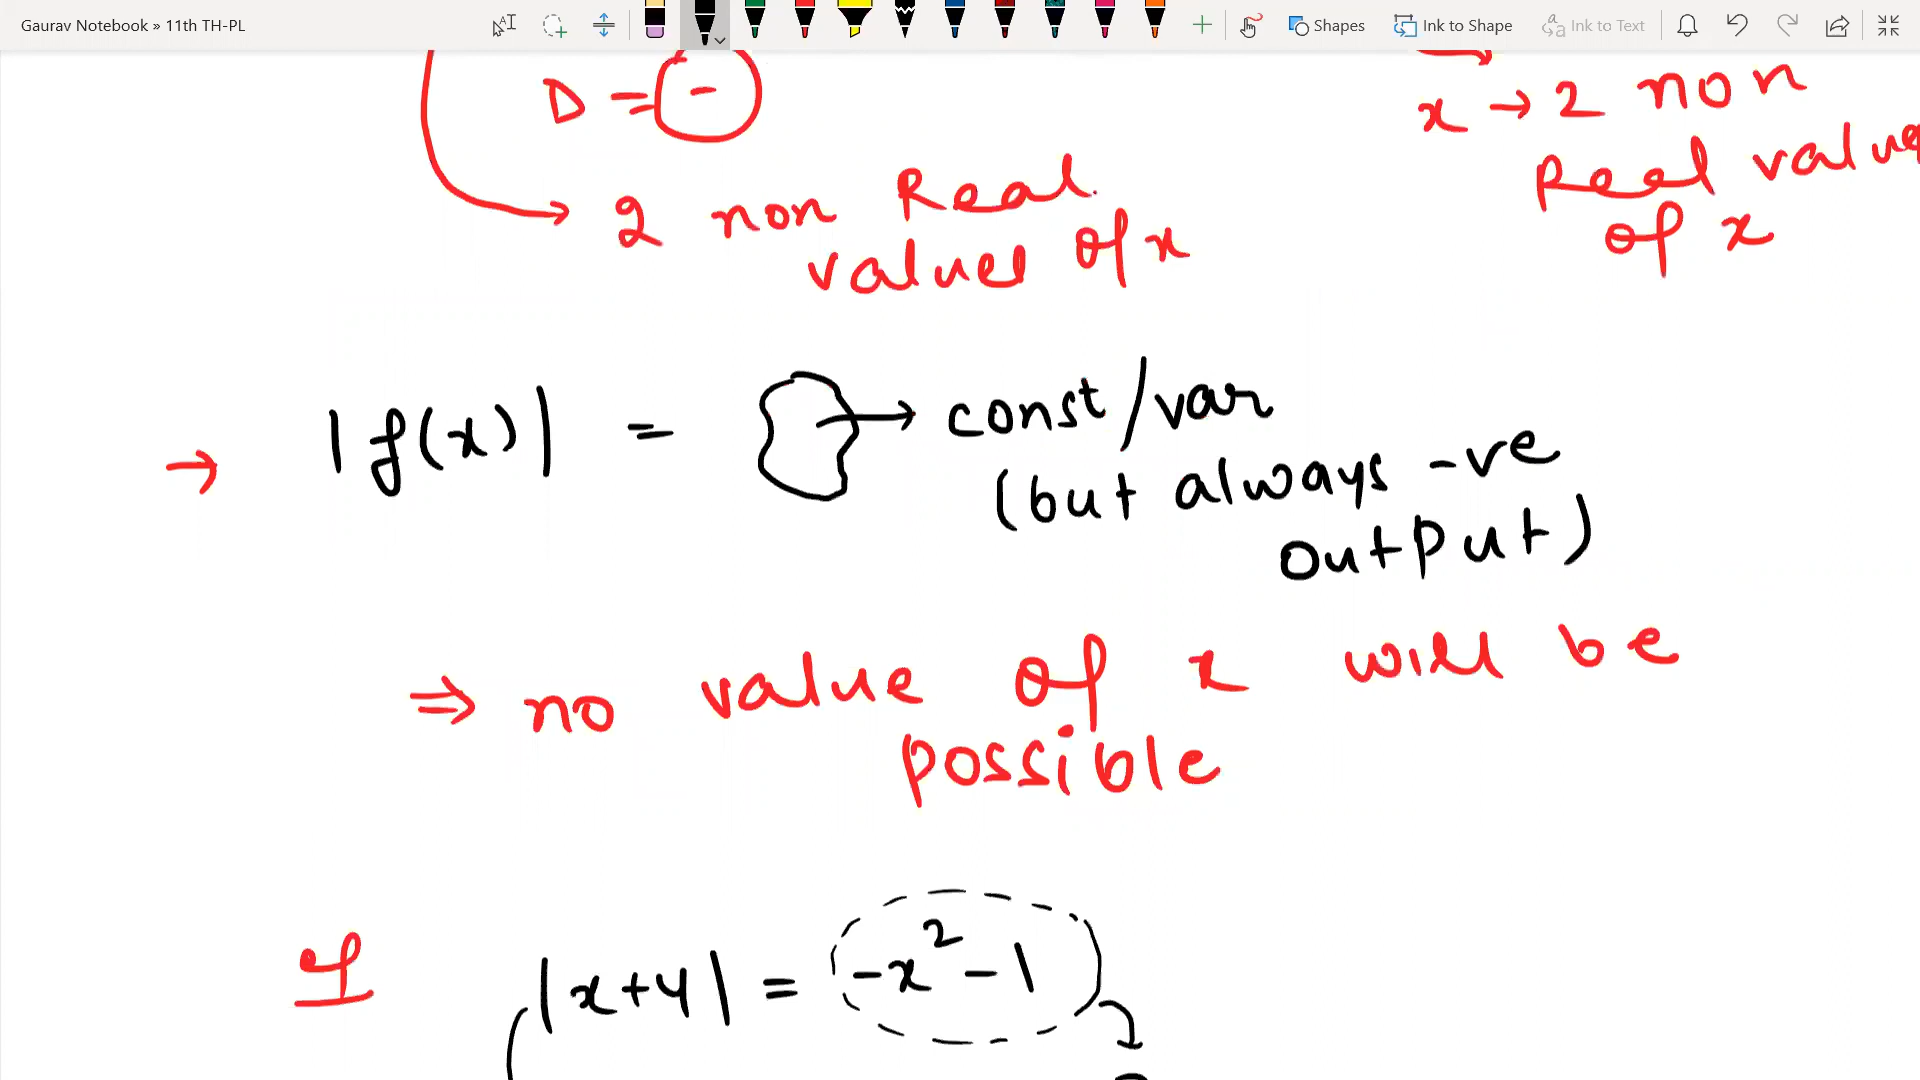 Gaurav Notebook » 11th TH-PL
Shapes
Ink to Shape
Ink to Text
D = -
x → 2 non
Real value
of x
2 non Real
values of x
→ |f(x)| = → const/var
(but always -ve
output)
⇒ no value of x will be
possible
|x+4| = -x² - 1